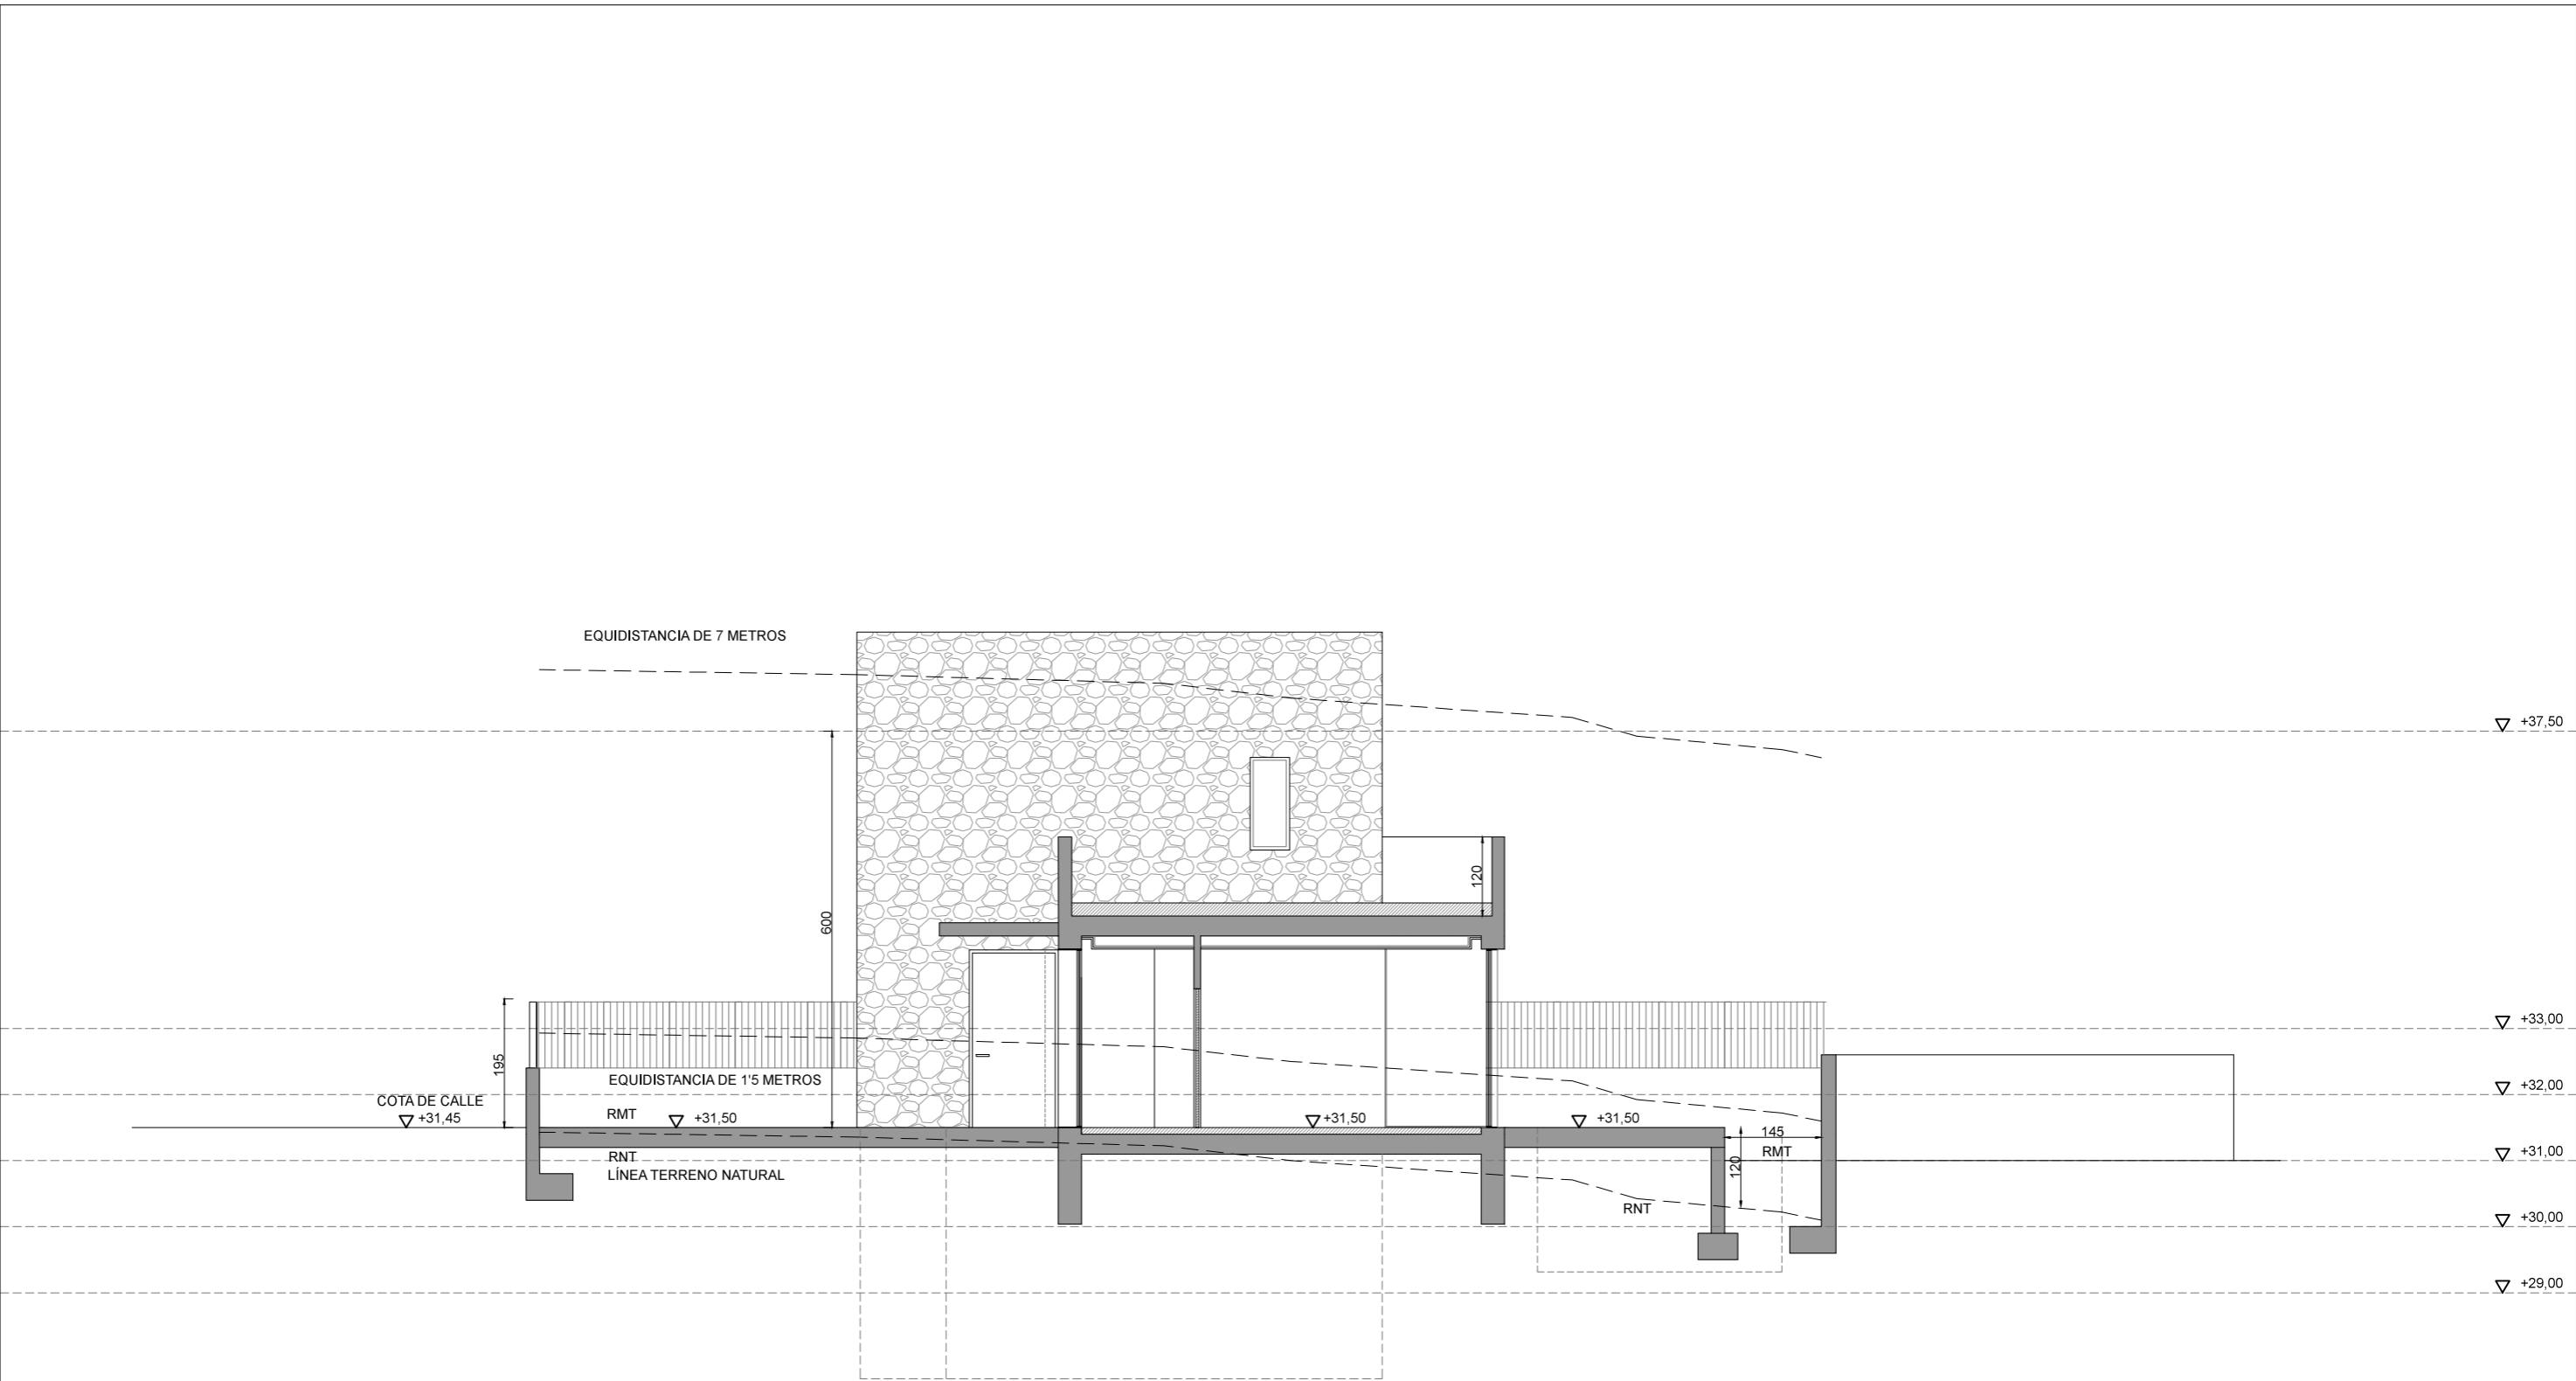 EQUIDISTANCIA DE 7 METROS
+37,50
120
600
+33,00
195
EQUIDISTANCIA DE 1'5 METROS
+32,00
COTA DE CALLE
+31,45
RMT
+31,50
+31,50
+31,50
145
RMT
120
+31,00
RNT
LÍNEA TERRENO NATURAL
RNT
+30,00
+29,00